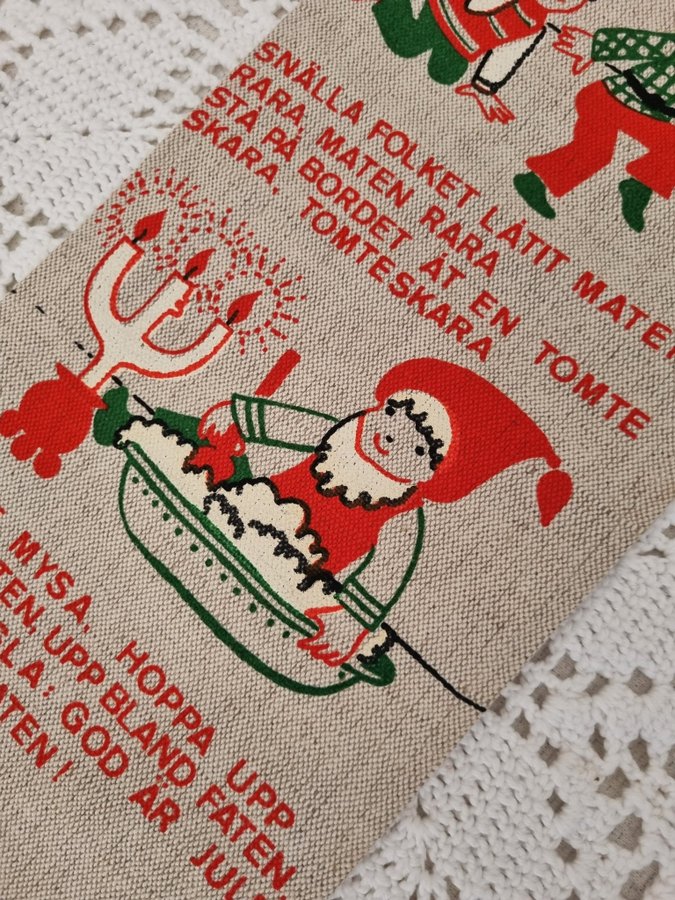 SNÄLLA FOLKET LÅTIT MATEN
RARA, MATEN RARA
STÅ PÅ BORDET ÅT EN TOMTE
SKARA, TOMTESKARA
MYSA, HOPPA UPP
TEN, UPP BLAND FATEN
LA: GOD ÄR JUL
ATEN!